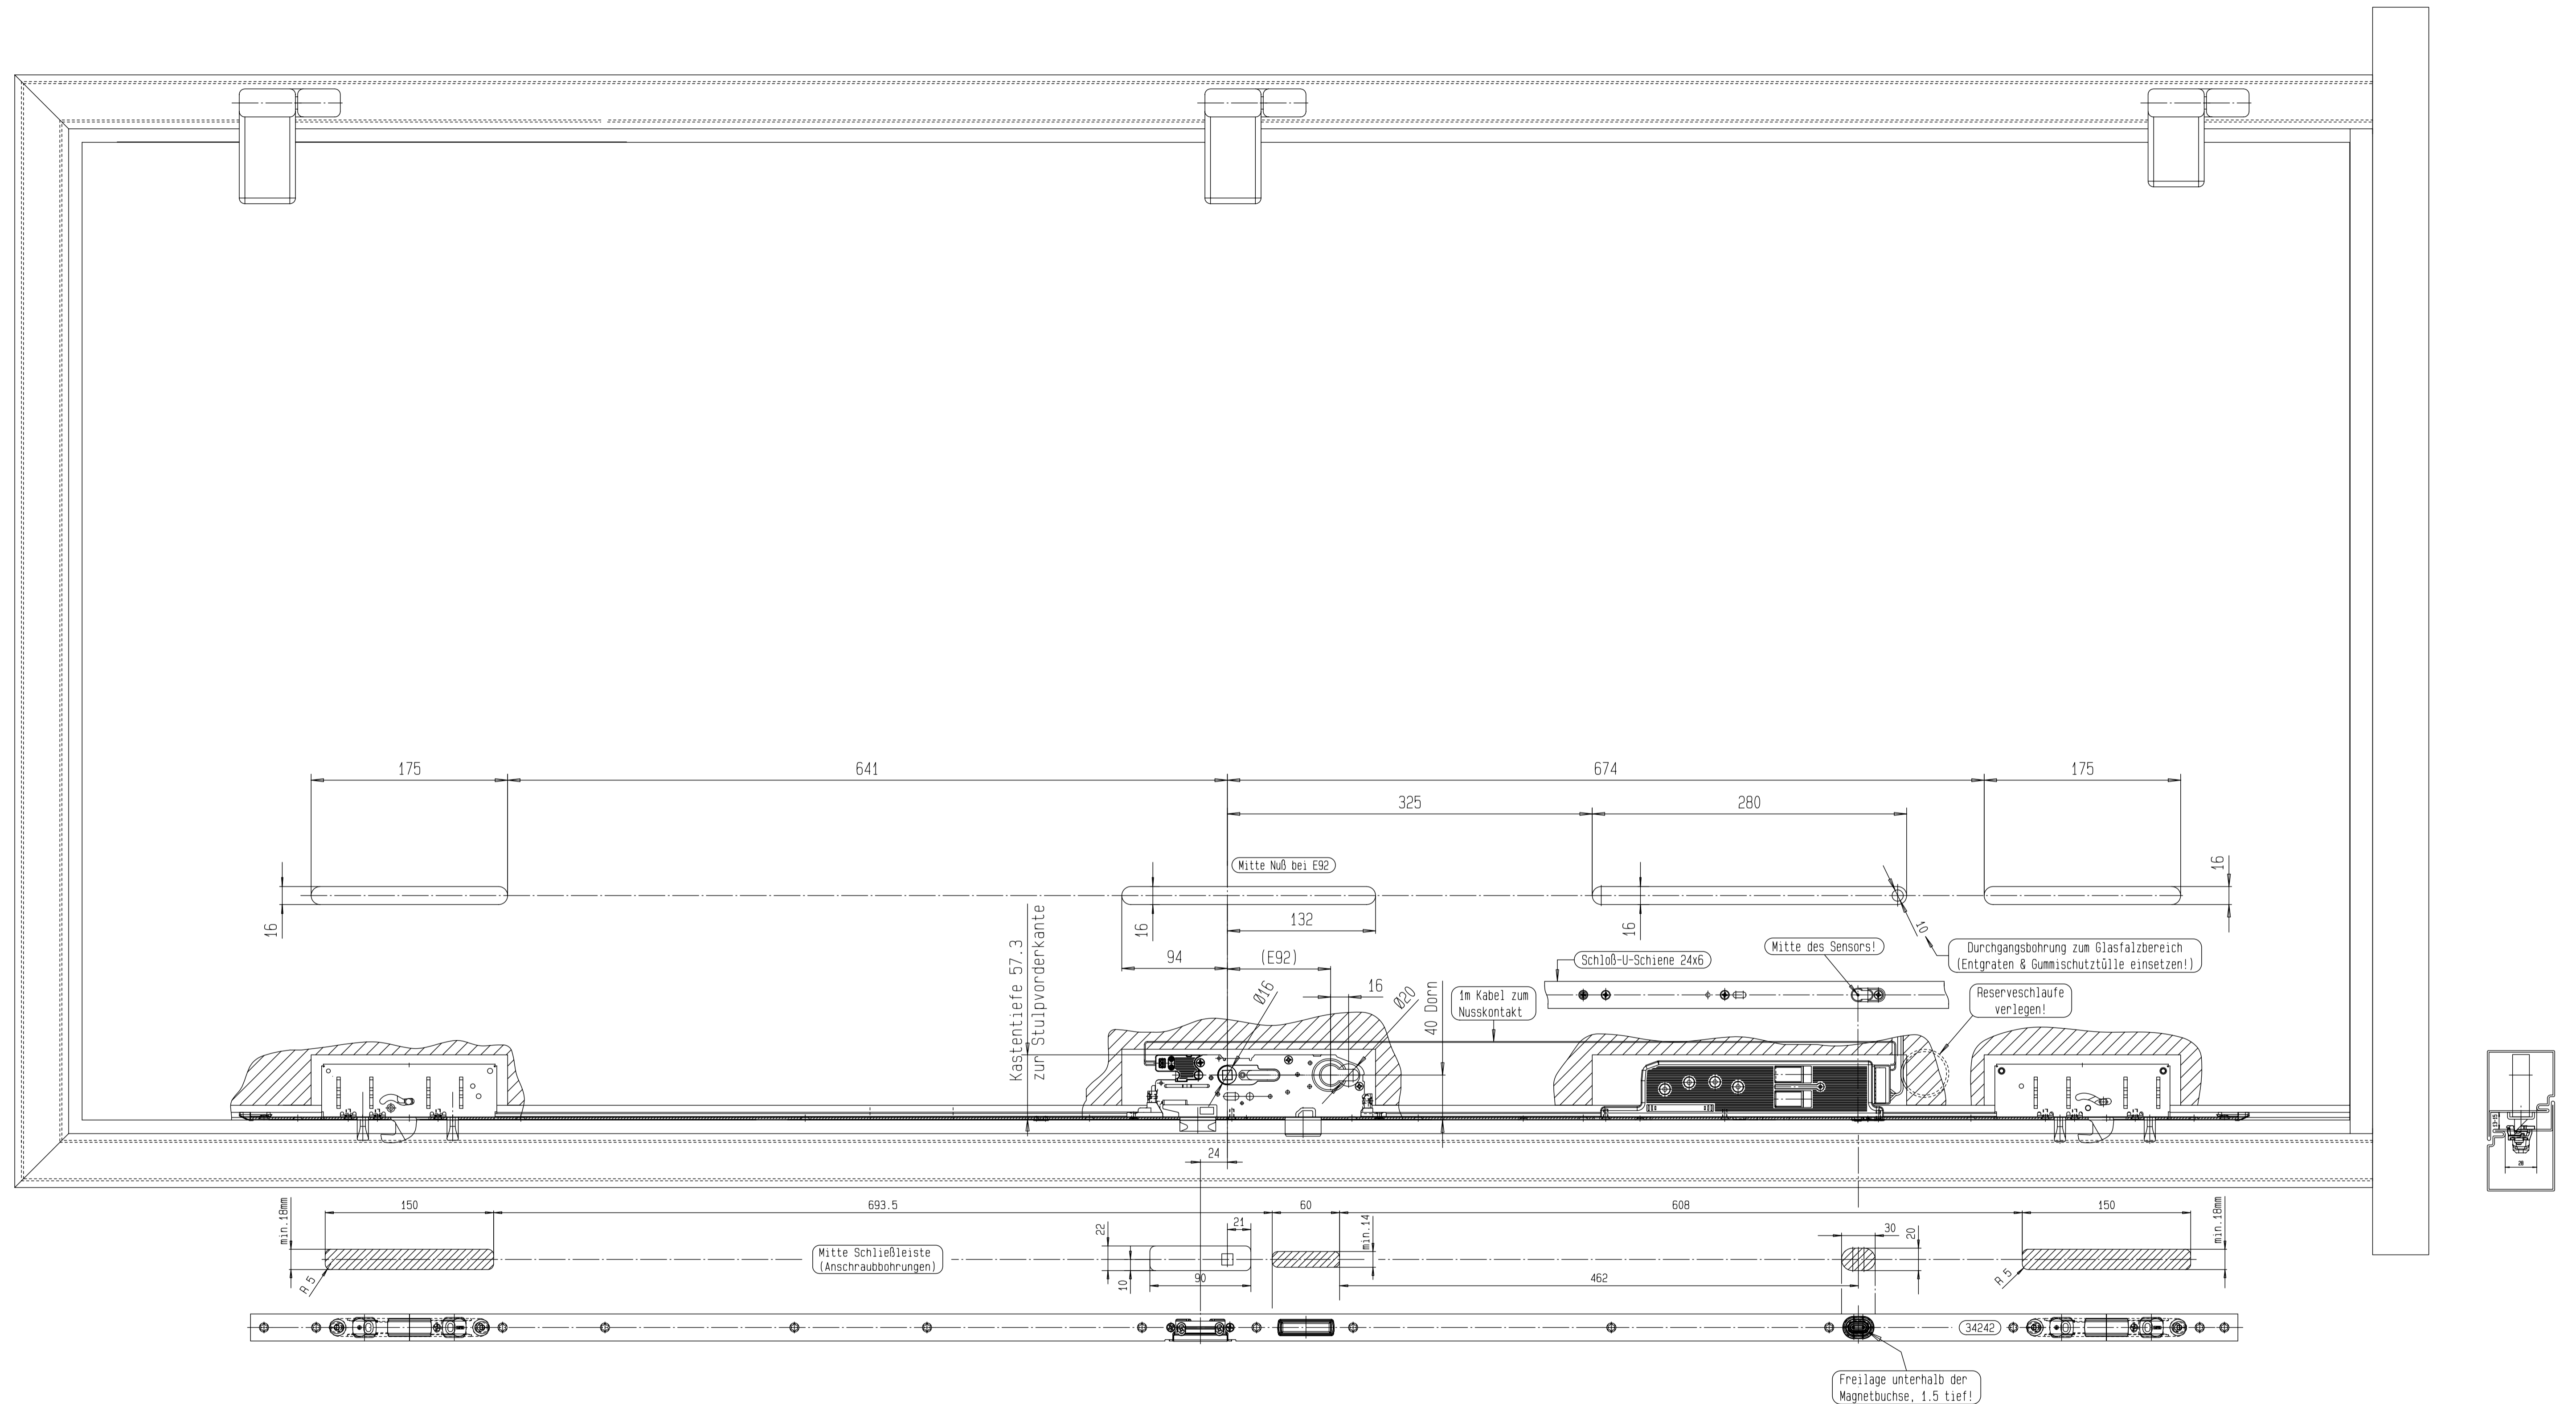 175
641
674
175
325
280
Mitte Nuß bei E92
16
16
16
16
132
10
94
(E92)
Kastentiefe 57.3
zur Stulpvorderkante
Ø16
16
Ø20
40 Dorn
Schloß-U-Schiene 24x6
Mitte des Sensors!
Durchgangsbohrung zum Glasfalzbereich
(Entgraten & Gummischutztülle einsetzen!)
1m Kabel zum
Nusskontakt
Reserveschlaufe
verlegen!
24
28
min.18mm
150
693.5
60
608
150
min.18mm
22
21
min.14
30
20
Mitte Schließleiste
(Anschraubbohrungen)
R 5
10
90
462
R 5
34242
Freilage unterhalb der
Magnetbuchse, 1.5 tief!